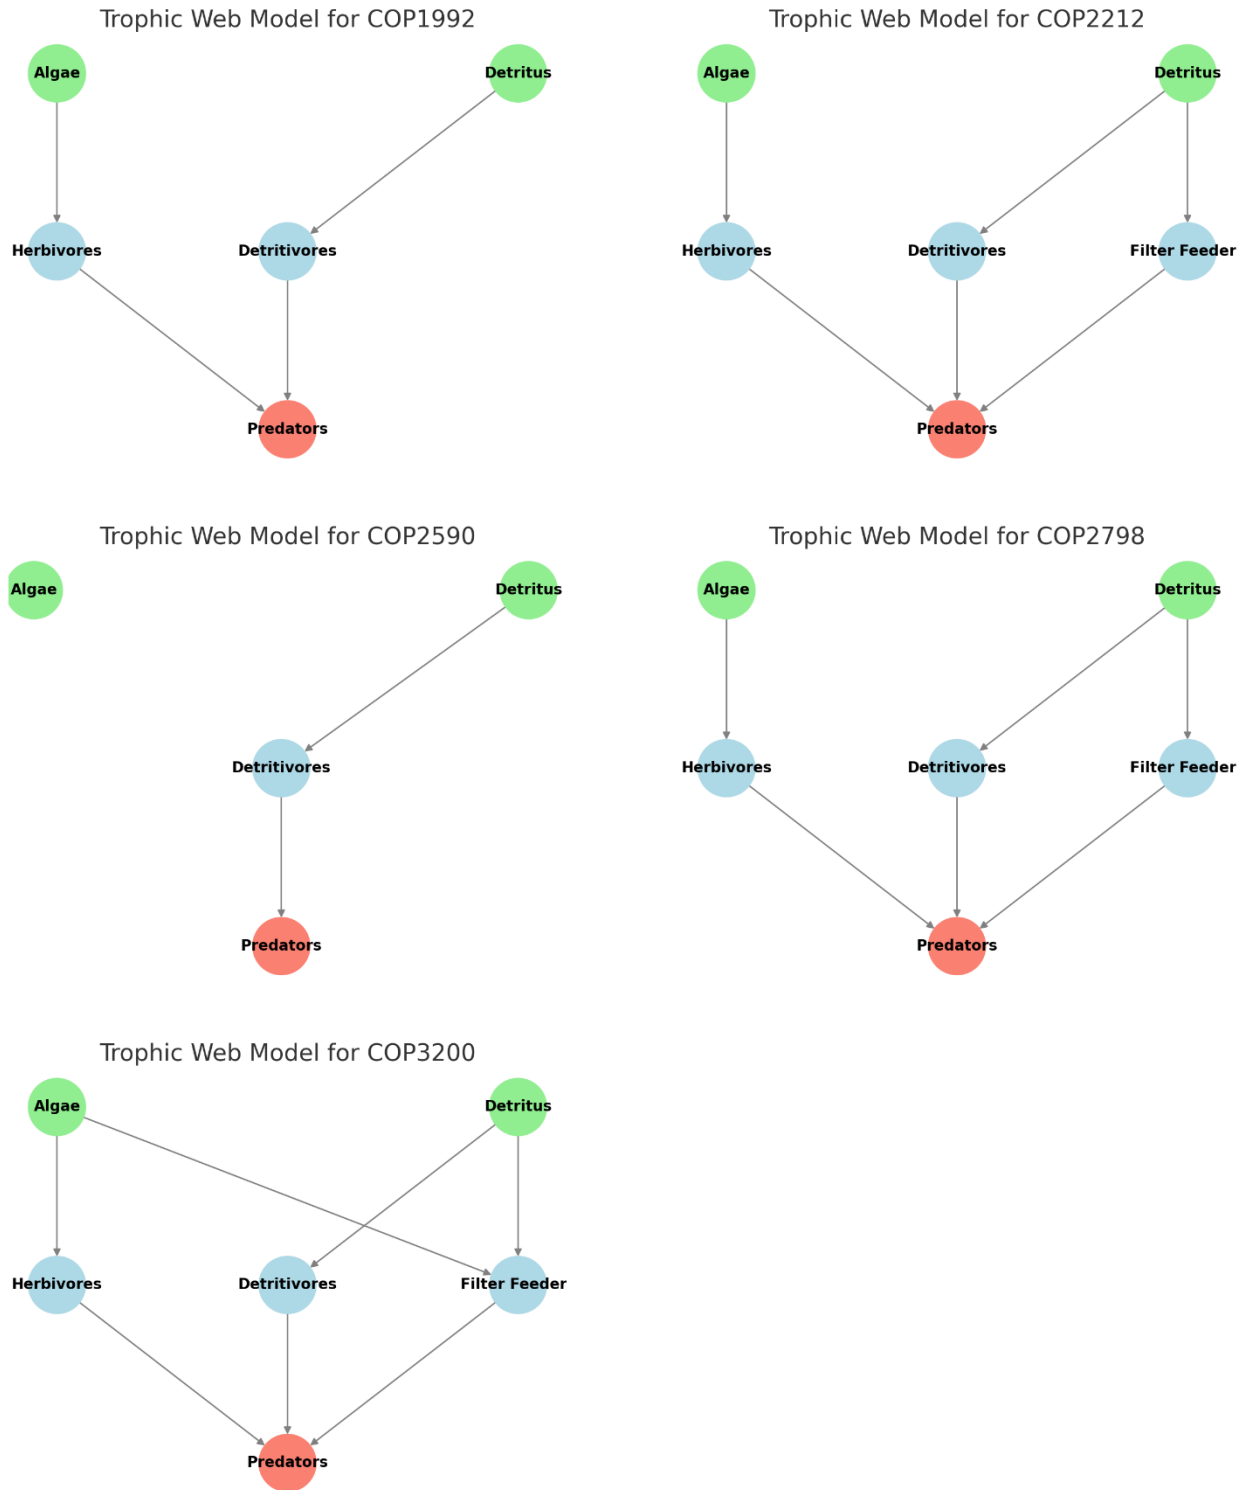 Trophic Web Model for COP1992
Algae
Detritus
Herbivores
Detritivores
Predators
Trophic Web Model for COP2212
Algae
Detritus
Herbivores
Detritivores
Filter Feeder
Predators
Trophic Web Model for COP2590
Algae
Detritus
Detritivores
Predators
Trophic Web Model for COP2798
Algae
Detritus
Herbivores
Detritivores
Filter Feeder
Predators
Trophic Web Model for COP3200
Algae
Detritus
Herbivores
Detritivores
Filter Feeder
Predators